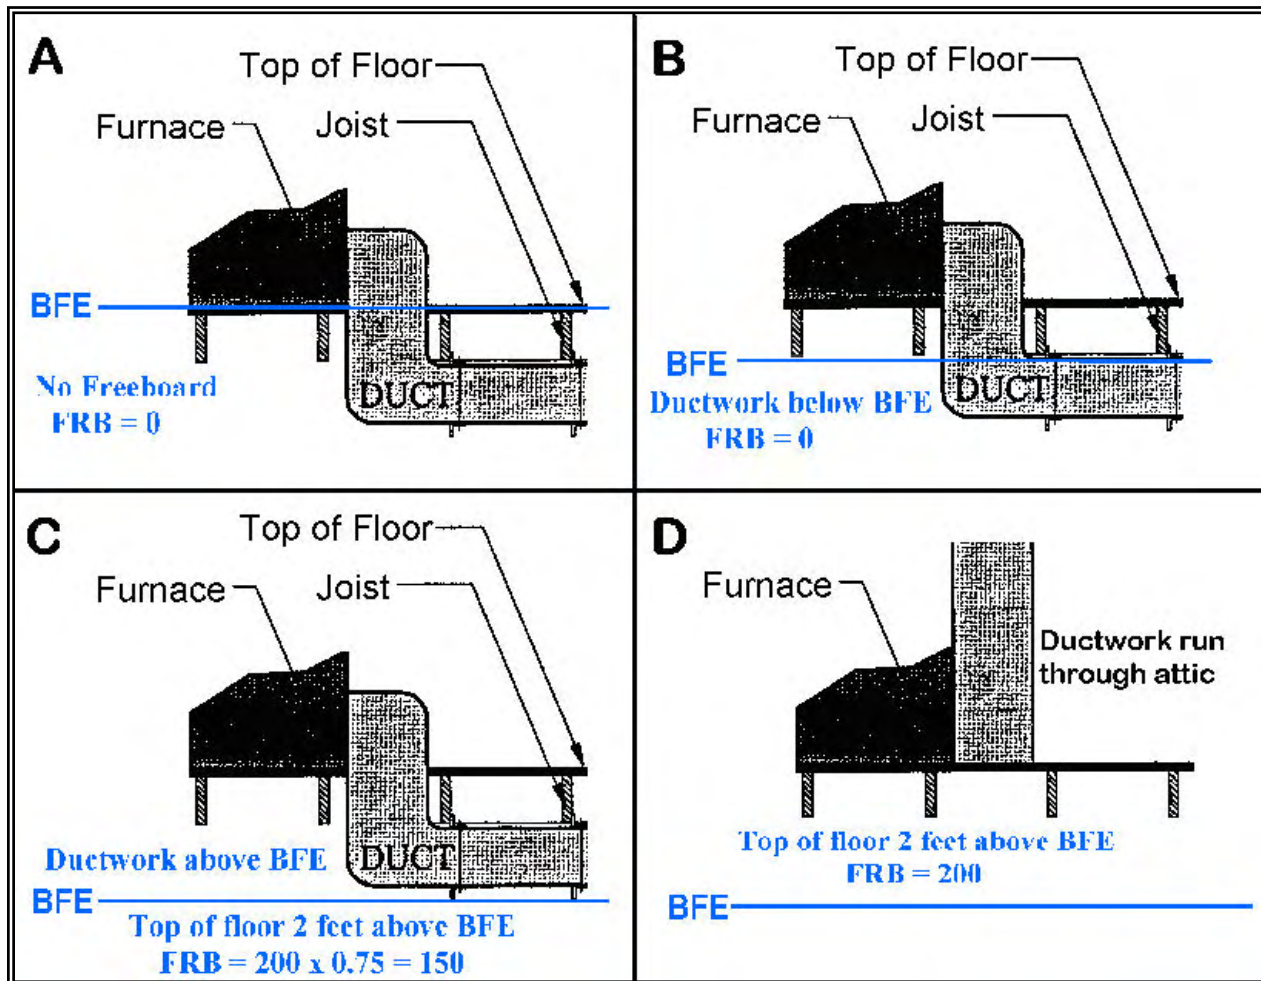 A
Top of Floor
Furnace
Joist
BFE
No Freeboard
FRB = 0
DUCT
B
Top of Floor
Furnace
Joist
BFE
Ductwork below BFE
FRB = 0
DUCT
C
Top of Floor
Furnace
Joist
Ductwork above BFE
DUCT
BFE
Top of floor 2 feet above BFE
FRB = 200 x 0.75 = 150
D
Furnace
Ductwork run
through attic
Top of floor 2 feet above BFE
FRB = 200
BFE